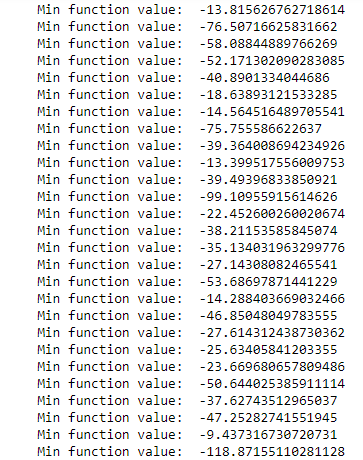 Min function value:  -13.815626762718614
Min function value:  -76.50716625831662
Min function value:  -58.08844889766269
Min function value:  -52.171302090283085
Min function value:  -40.8901334044686
Min function value:  -18.63893121533285
Min function value:  -14.564516489705541
Min function value:  -75.755586622637
Min function value:  -39.364008694234926
Min function value:  -13.399517556009753
Min function value:  -39.49396833850921
Min function value:  -99.10955915614626
Min function value:  -22.452600260020674
Min function value:  -38.21153585845074
Min function value:  -35.134031963299776
Min function value:  -27.14308082465541
Min function value:  -53.68697871441229
Min function value:  -14.288403669032466
Min function value:  -46.85048049783555
Min function value:  -27.614312438730362
Min function value:  -25.63405841203355
Min function value:  -23.669680657809486
Min function value:  -50.644025385911114
Min function value:  -37.62743512965037
Min function value:  -47.25282741551945
Min function value:  -9.437316730720731
Min function value:  -118.87155110281128